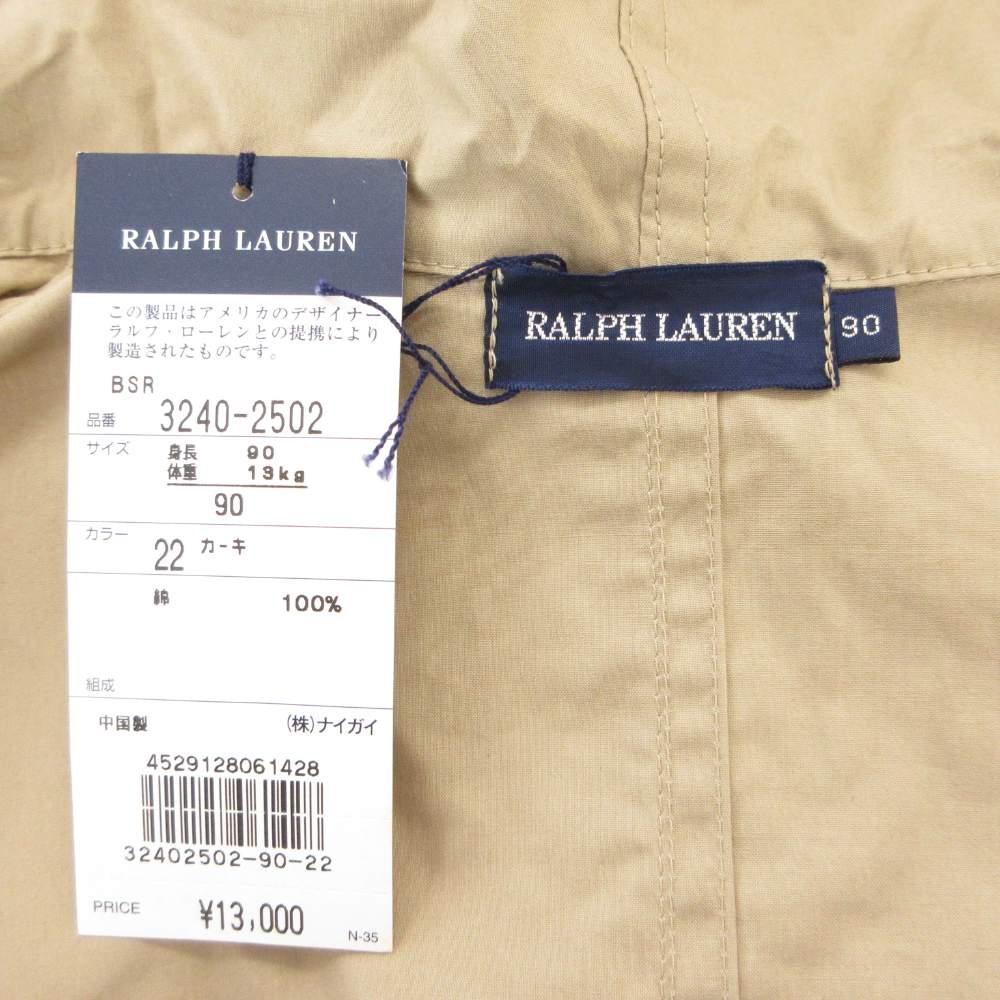 RALPH LAUREN
この製品はアメリカのデザイナー
ラルフ・ローレンとの提携により
製造されたものです。
BSR
品番 3240-2502
サイズ 身長 90
体重 13kg
90
カラー 22 カーキ
綿 100%
組成
中国製 (株)ナイガイ
4529128061428
32402502-90-22
PRICE ¥13,000
N-35
RALPH LAUREN
90